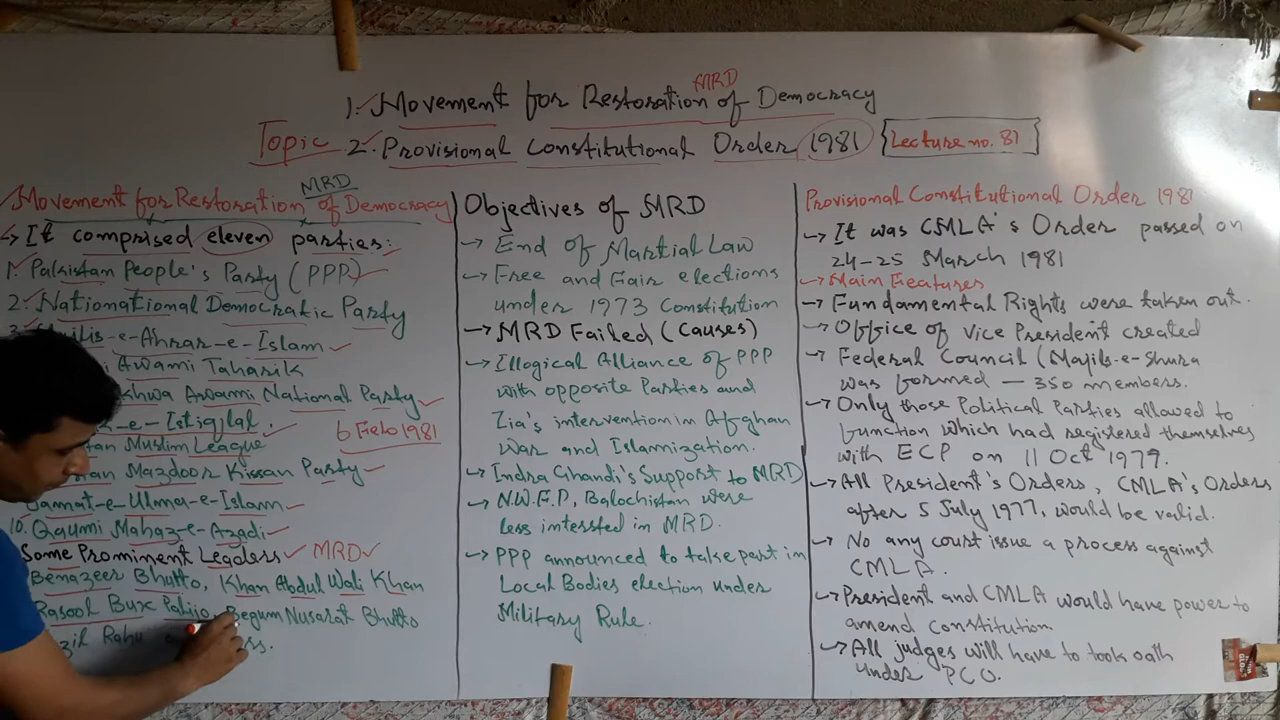 MRD
1. Movement for Restoration of Democracy
Topic 2. Provisional Constitutional Order 1981 Lecture no. 81
MRD
Movement for Restoration of Democracy
→ It comprised eleven parties:
1. Pakistan People's Party (PPP)
2. Nationational Democratic Party
-e-Ahrar-e-Islam
Awami Taharik
Awami National Party
-e-Istiqlal.
6 Feb 1981
Muslim League
Mazdoor Kissan Party
Jamnat-e-Ulma-e-Islam
10. Qaumi Mahaz-e-Azadi
Some Prominent Leaders MRD
Benazeer Bhutto, Khan Abdul Wali Khan
Rasool Bux Palijo, Begum Nusarat Bhutto
Rahu
Objectives of MRD
→ End of Martial Law
→ Free and Fair elections
under 1973 Constitution
→ MRD Failed (Causes)
→ Illogical Alliance of PPP
with opposite Parties and
Zia's intervention in Afghan
War and Islamization.
→ Indra Ghandi's Support to MRD
→ N.W.F.P, Balochistan were
less intersted in MRD.
→ PPP announced to take part in
Local Bodies election under
Military Rule.
Provisional Constitutional Order 1981
→ It was CMLA's Order passed on
24-25 March 1981
→ Main Features
→ Fundamental Rights were taken out.
→ Office of Vice President created
→ Federal Council (Majils-e-Shura
was formed — 350 members.
→ Only those Political Parties allowed to
function which had registered themselves
with ECP on 11 Oct 1979.
→ All President's Orders, CMLA's Orders
after 5 July 1977, would be valid.
→ No any court issue a process against
CMLA.
→ President and CMLA would have power to
amend constitution
→ All judges will have to took oath
under PCO.